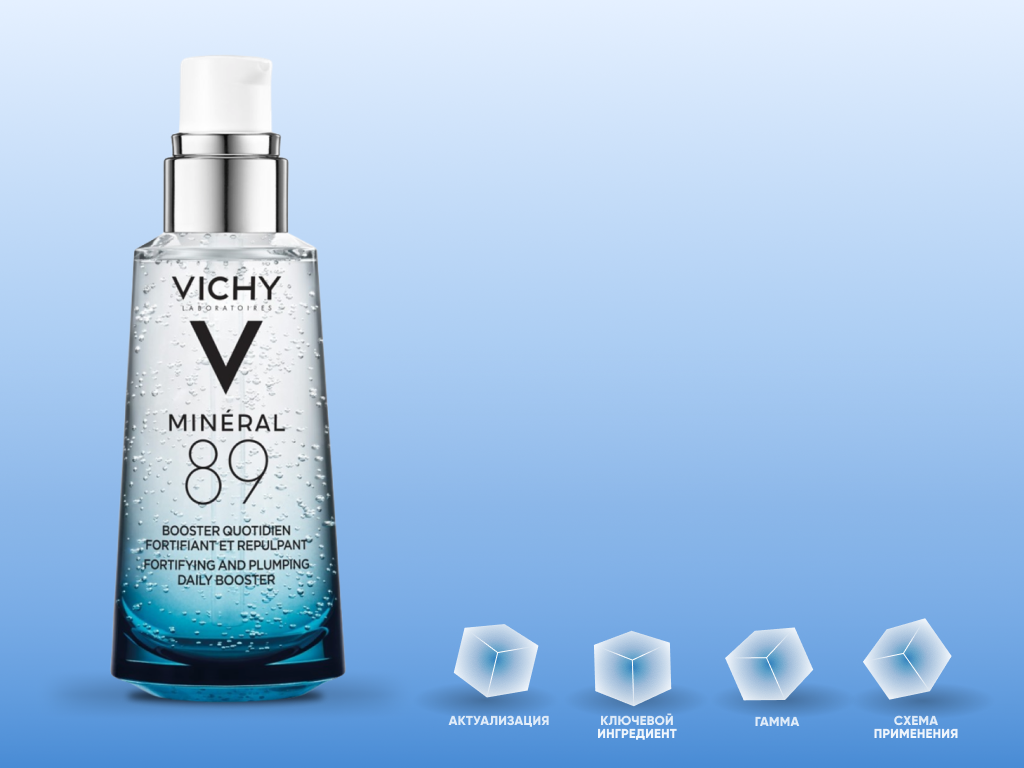 VICHY
LABORATOIRES
V
MINÉRAL
89
BOOSTER QUOTIDIEN
FORTIFIANT ET REPULPANT
FORTIFYING AND PLUMPING
DAILY BOOSTER
АКТУАЛИЗАЦИЯ
КЛЮЧЕВОЙ
ИНГРЕДИЕНТ
ГАММА
СХЕМА
ПРИМЕНЕНИЯ